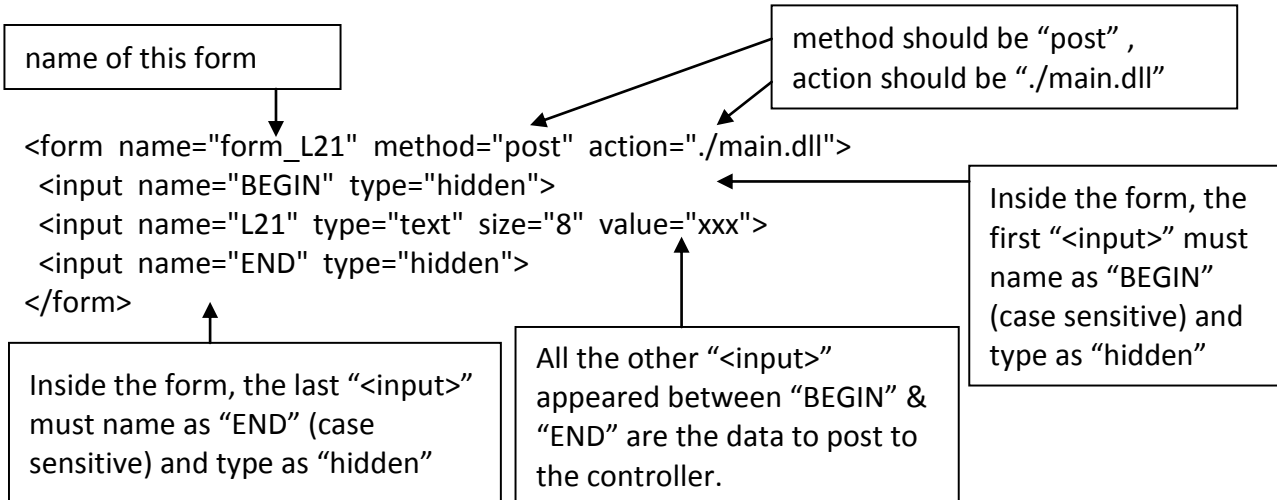 name of this form
method should be “post” ,
action should be “./main.dll”
<form name="form_L21" method="post" action="./main.dll">
<input name="BEGIN" type="hidden">
<input name="L21" type="text" size="8" value="xxx">
<input name="END" type="hidden">
</form>
Inside the form, the
first “<input>” must
name as “BEGIN”
(case sensitive) and
type as “hidden”
Inside the form, the last “<input>”
must name as “END” (case
sensitive) and type as “hidden”
All the other “<input>”
appeared between “BEGIN” &
“END” are the data to post to
the controller.